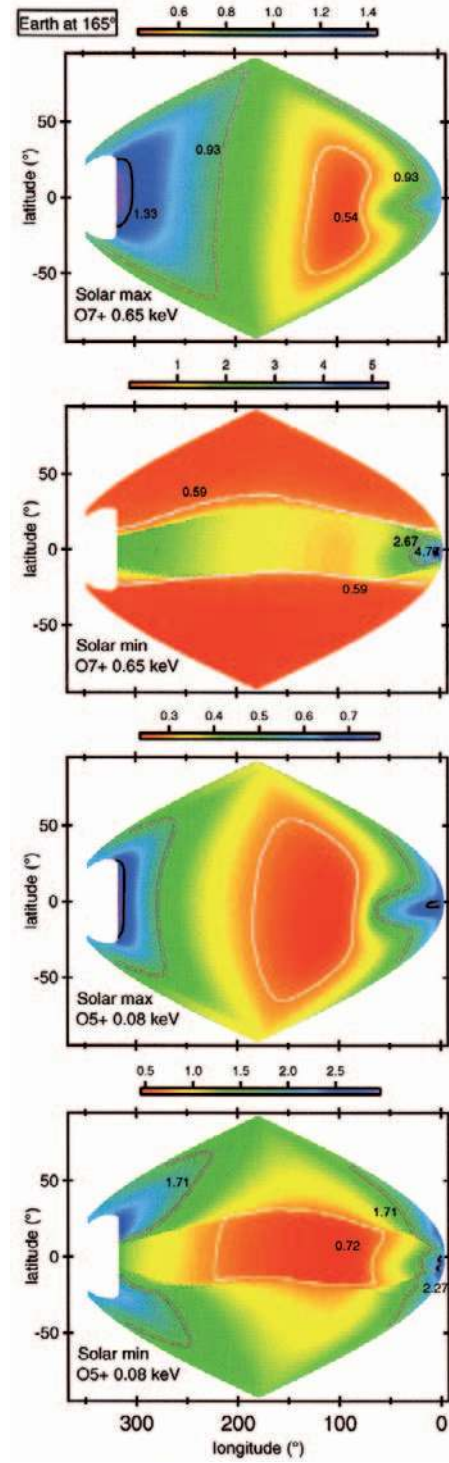 Earth at 165°
0.6 0.8 1.0 1.2 1.4
50
0
-50
latitude (°)
0.93
0.93
1.33
0.54
Solar max
O7+ 0.65 keV
1 2 3 4 5
50
0
-50
latitude (°)
0.59
2.67
0.59
Solar min
O7+ 0.65 keV
0.3 0.4 0.5 0.6 0.7
50
0
-50
latitude (°)
Solar max
O5+ 0.08 keV
0.5 1.0 1.5 2.0 2.5
50
0
-50
latitude (°)
1.71
1.71
0.72
2.27
Solar min
O5+ 0.08 keV
300 200 100 0
longitude (°)